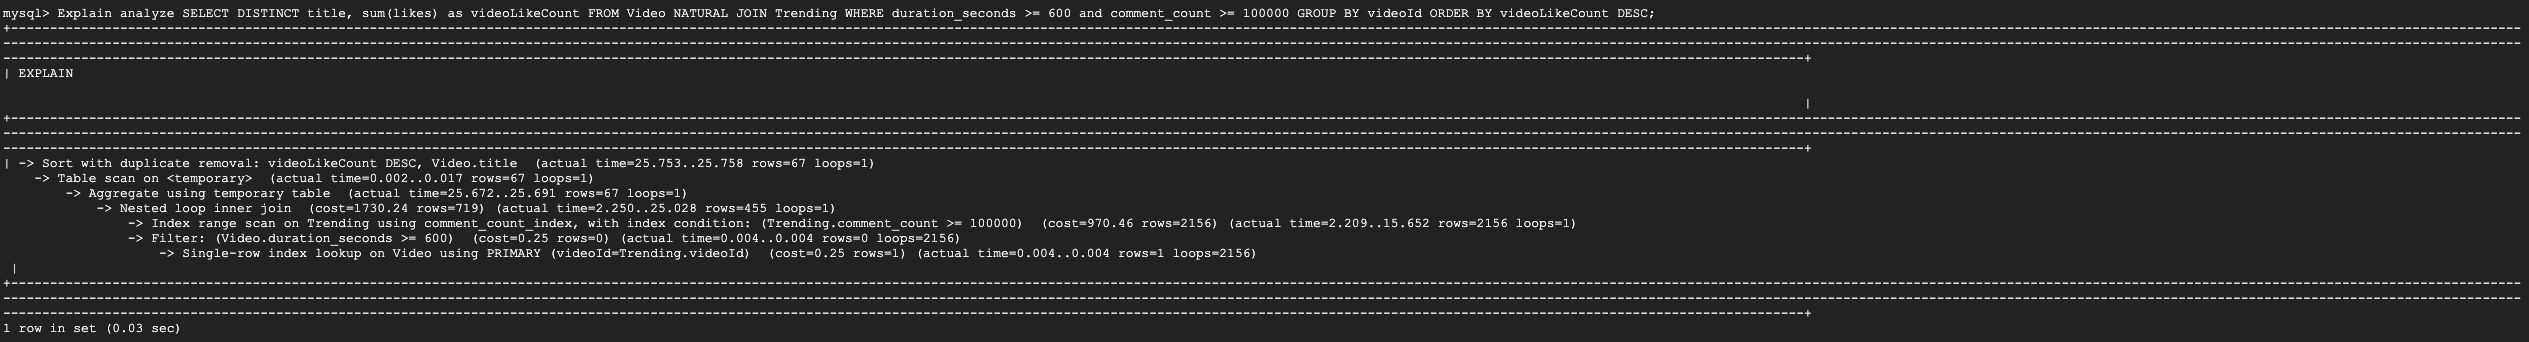 mysql> Explain analyze SELECT DISTINCT title, sum(likes) as videoLikeCount FROM Video NATURAL JOIN Trending WHERE duration_seconds >= 600 and comment_count >= 100000 GROUP BY videoId ORDER BY videoLikeCount DESC;
| EXPLAIN
|
| -> Sort with duplicate removal: videoLikeCount DESC, Video.title  (actual time=25.753..25.758 rows=67 loops=1)
    -> Table scan on <temporary>  (actual time=0.002..0.017 rows=67 loops=1)
        -> Aggregate using temporary table  (actual time=25.672..25.691 rows=67 loops=1)
            -> Nested loop inner join  (cost=1730.24 rows=719) (actual time=2.250..25.028 rows=455 loops=1)
                -> Index range scan on Trending using comment_count_index, with index condition: (Trending.comment_count >= 100000)  (cost=970.46 rows=2156) (actual time=2.209..15.652 rows=2156 loops=1)
                -> Filter: (Video.duration_seconds >= 600)  (cost=0.25 rows=0) (actual time=0.004..0.004 rows=0 loops=2156)
                    -> Single-row index lookup on Video using PRIMARY (videoId=Trending.videoId)  (cost=0.25 rows=1) (actual time=0.004..0.004 rows=1 loops=2156)
 |
1 row in set (0.03 sec)